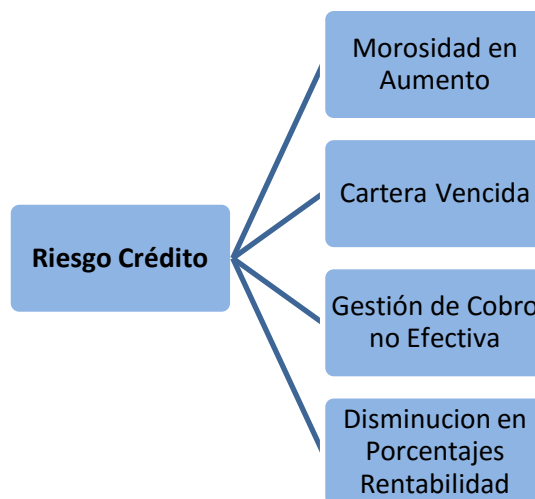 Riesgo Crédito
Morosidad en
Aumento
Cartera Vencida
Gestión de Cobro
no Efectiva
Disminucion en
Porcentajes
Rentabilidad